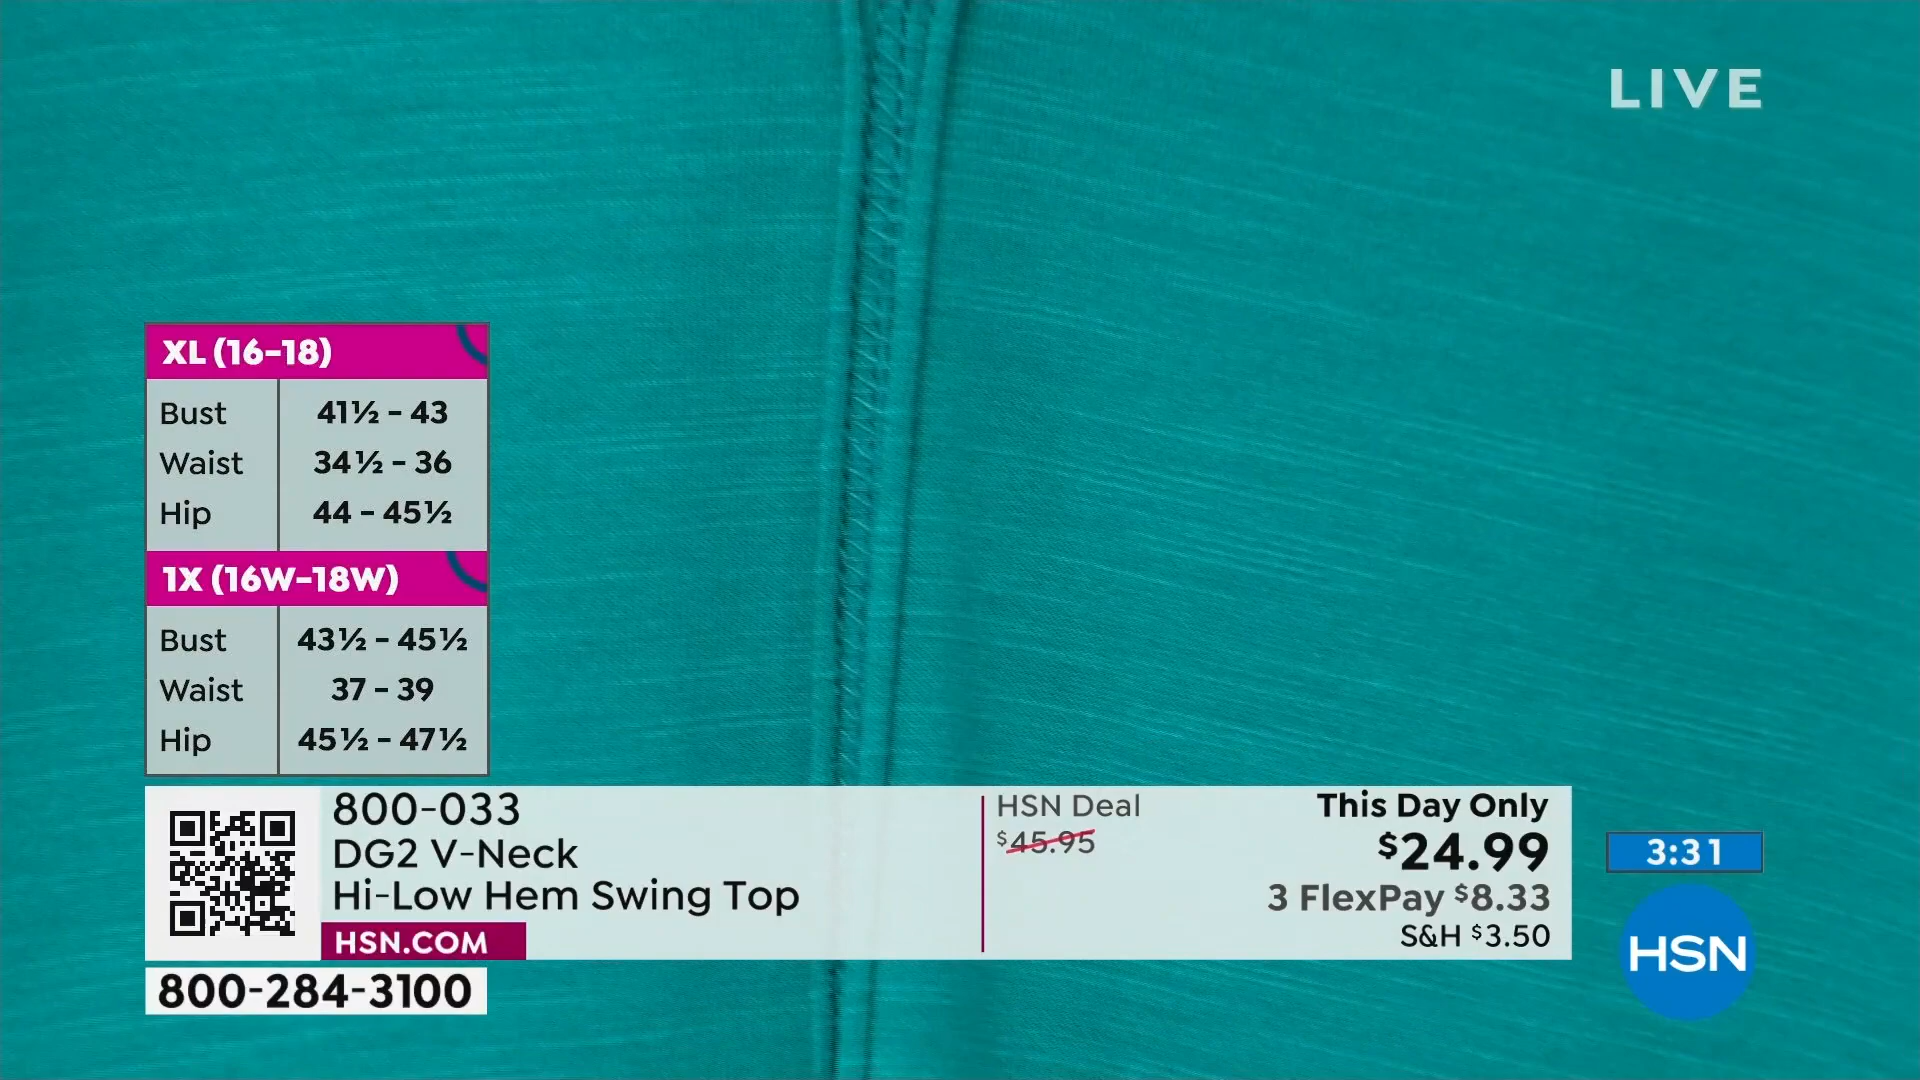 LIVE
XL (16-18)
Bust 41½ - 43
Waist 34½ - 36
Hip 44 - 45½
1X (16W-18W)
Bust 43½ - 45½
Waist 37 - 39
Hip 45½ - 47½
800-033
DG2 V-Neck
Hi-Low Hem Swing Top
HSN.COM
800-284-3100
HSN Deal
$45.95
This Day Only
$24.99
3 FlexPay $8.33
S&H $3.50
3:31
HSN